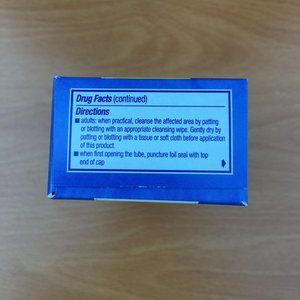 Drug Facts (continued)
Directions
■ adults: when practical, cleanse the affected area by patting
or blotting with an appropriate cleansing wipe. Gently dry by
patting or blotting with a tissue or soft cloth before application
of this product.
■ when first opening the tube, puncture foil seal with top
end of cap